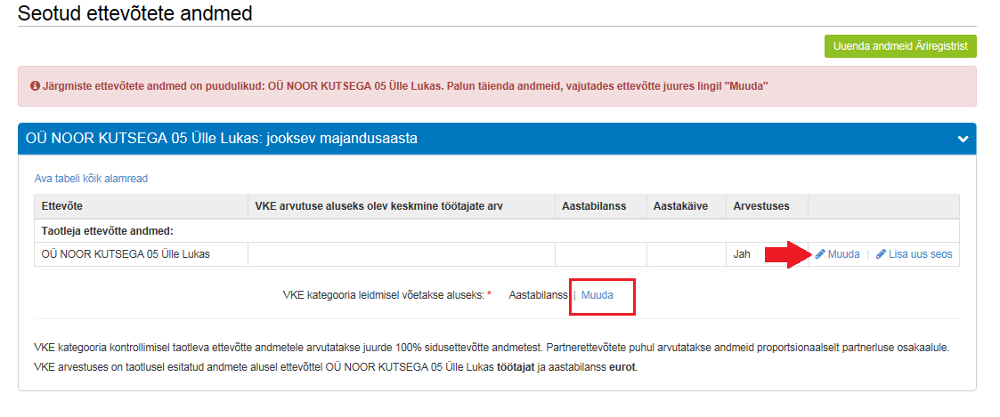 Seotud ettevõtete andmed
Uuenda andmeid Äriregistrist
Järgmiste ettevõtete andmed on puudulikud: OÜ NOOR KUTSEGA 05 Ülle Lukas. Palun täienda andmeid, vajutades ettevõtte juures lingil "Muuda"
OÜ NOOR KUTSEGA 05 Ülle Lukas: jooksev majandusaasta
Ava tabeli kõik alamread
Ettevõte VKE arvutuse aluseks olev keskmine töötajate arv Aastabilanss Aastakäive Arvestuses
Taotleja ettevõtte andmed:
OÜ NOOR KUTSEGA 05 Ülle Lukas Jah Muuda | Lisa uus seos
VKE kategooria leidmisel võetakse aluseks: * Aastabilanss | Muuda
VKE kategooria kontrollimisel taotleva ettevõtte andmetele arvutatakse juurde 100% sidusettevõtte andmetest. Partnerettevõtete puhul arvutatakse andmeid proportsionaalselt partnerluse osakaalule.
VKE arvestuses on taotlusel esitatud andmete alusel ettevõttel OÜ NOOR KUTSEGA 05 Ülle Lukas töötajat ja aastabilanss eurot.